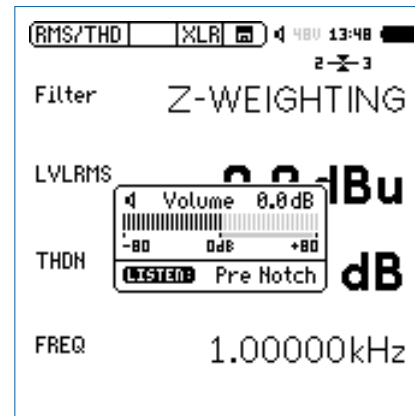 RMS/THD XLR 48V 13:48
2 3
Filter Z-WEIGHTING
LVLRMS dBu
Volume 0.0dB
-80 0dB +80
THDN dB
LISTEN: Pre Notch
FREQ 1.00000kHz